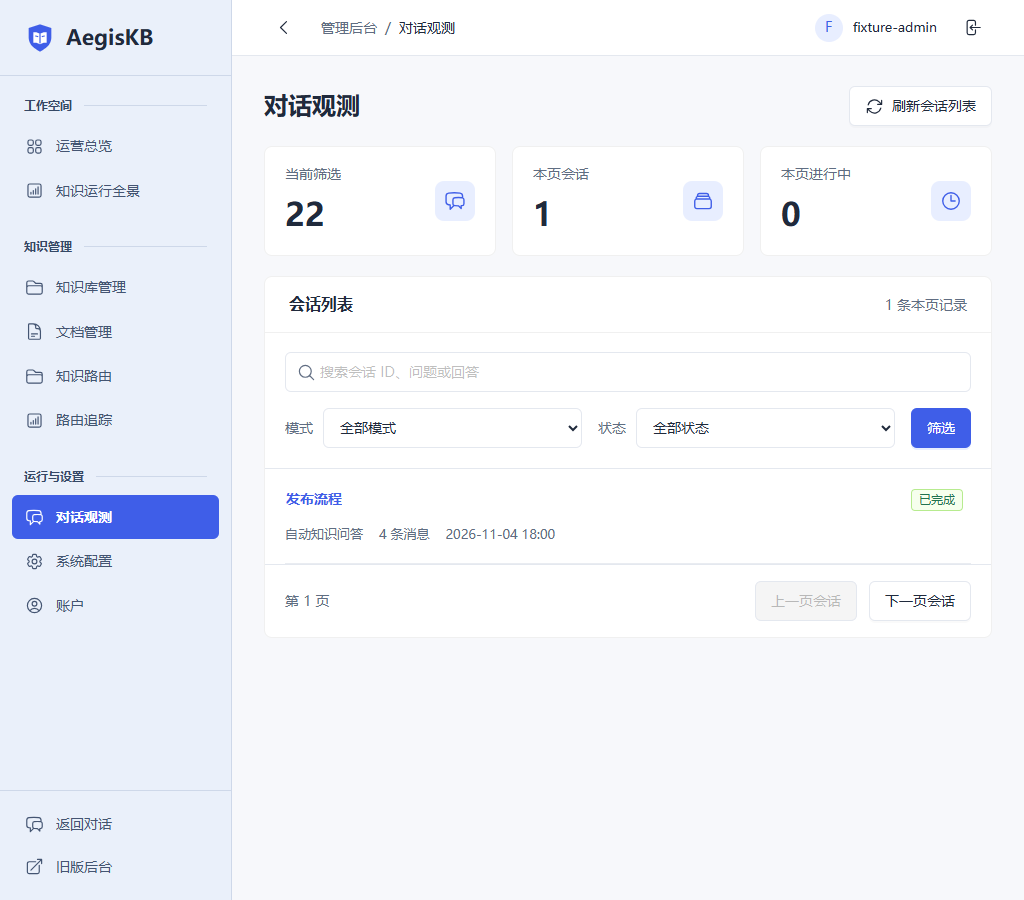 AegisKB
工作空间
运营总览
知识运行全景
知识管理
知识库管理
文档管理
知识路由
路由追踪
运行与设置
对话观测
系统配置
账户
返回对话
旧版后台
管理后台 / 对话观测
F fixture-admin
对话观测
刷新会话列表
当前筛选
22
本页会话
1
本页进行中
0
会话列表
1 条本页记录
搜索会话 ID、问题或回答
模式 全部模式 状态 全部状态 筛选
发布流程 已完成
自动知识问答 4 条消息 2026-11-04 18:00
第 1 页 上一页会话 下一页会话